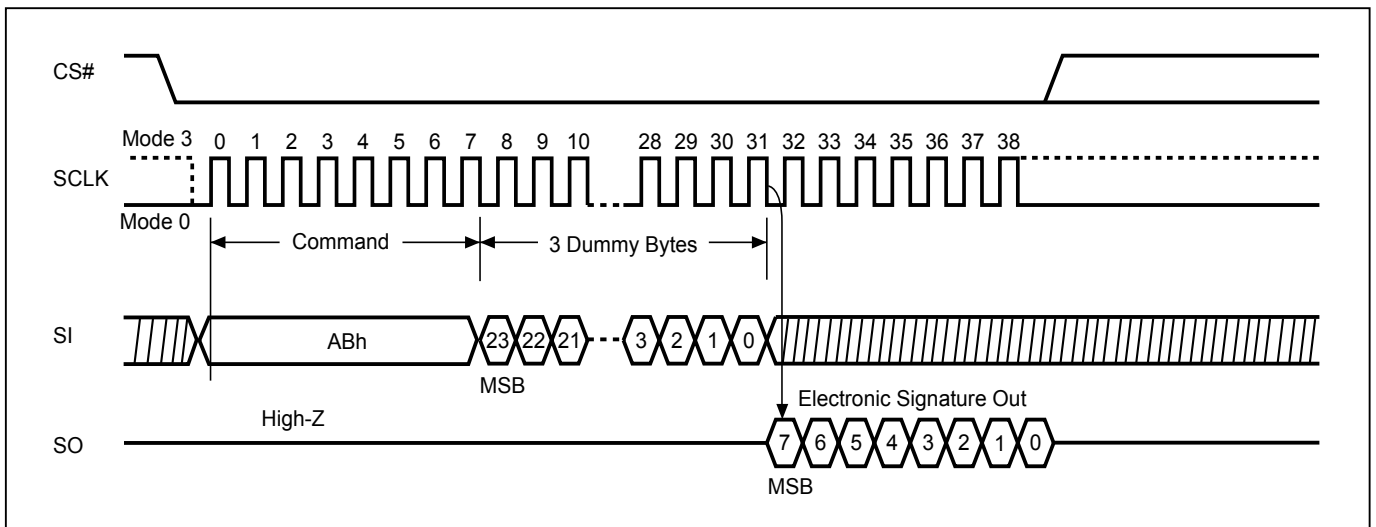 CS#
Mode 3 0 1 2 3 4 5 6 7 8 9 10 28 29 30 31 32 33 34 35 36 37 38
SCLK
Mode 0
Command 3 Dummy Bytes
SI ABh 23 22 21 3 2 1 0
MSB
Electronic Signature Out
High-Z
SO 7 6 5 4 3 2 1 0
MSB